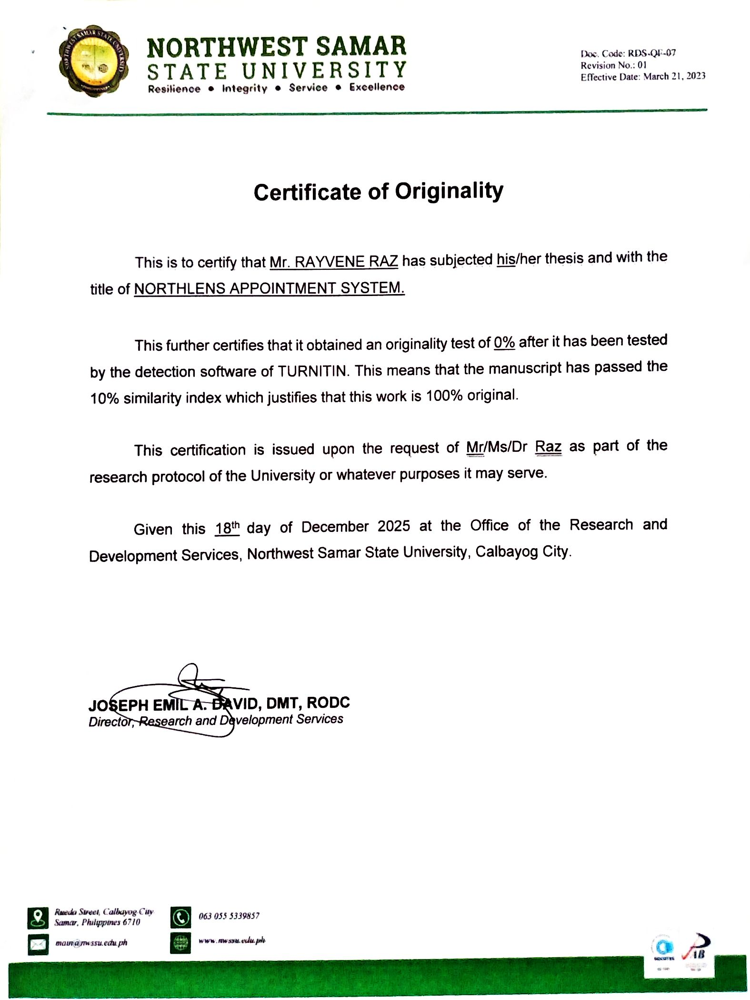 NORTHWEST SAMAR STATE UNIVERSITY
NORTHWEST SAMAR
STATE UNIVERSITY
Resilience • Integrity • Service • Excellence
Doc. Code: RDS-QF-07
Revision No.: 01
Effective Date: March 21, 2023
Certificate of Originality
This is to certify that Mr. RAYVENE RAZ has subjected his/her thesis and with the
title of NORTHLENS APPOINTMENT SYSTEM.
This further certifies that it obtained an originality test of 0% after it has been tested
by the detection software of TURNITIN. This means that the manuscript has passed the
10% similarity index which justifies that this work is 100% original.
This certification is issued upon the request of Mr/Ms/Dr Raz as part of the
research protocol of the University or whatever purposes it may serve.
Given this 18th day of December 2025 at the Office of the Research and
Development Services, Northwest Samar State University, Calbayog City.
JOSEPH EMIL A. DAVID, DMT, RODC
Director, Research and Development Services
Rueda Street, Calbayog City
Samar, Philippines 6710
063 055 5339857
main@nwssu.edu.ph
www.nwssu.edu.ph
SOCOTEC
PAB